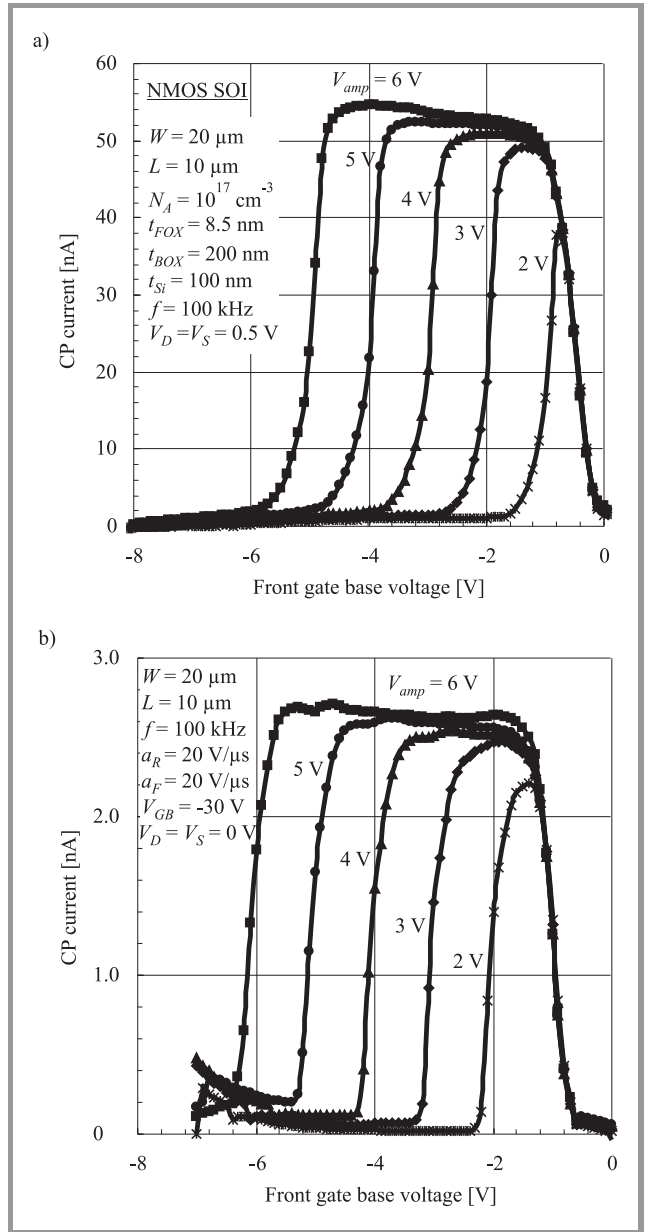 a)
60
50
40
30
20
10
0
CP current [nA]
NMOS SOI
W = 20 µm
L = 10 µm
N_A = 10^17 cm^-3
t_FOX = 8.5 nm
t_BOX = 200 nm
t_Si = 100 nm
f = 100 kHz
V_D = V_S = 0.5 V
V_amp = 6 V
5 V
4 V
3 V
2 V
-8 -6 -4 -2 0
Front gate base voltage [V]
b)
3.0
2.0
1.0
0
CP current [nA]
W = 20 µm
L = 10 µm
f = 100 kHz
a_R = 20 V/µs
a_F = 20 V/µs
V_GB = -30 V
V_D = V_S = 0 V
V_amp = 6 V
5 V
4 V
3 V
2 V
-8 -6 -4 -2 0
Front gate base voltage [V]